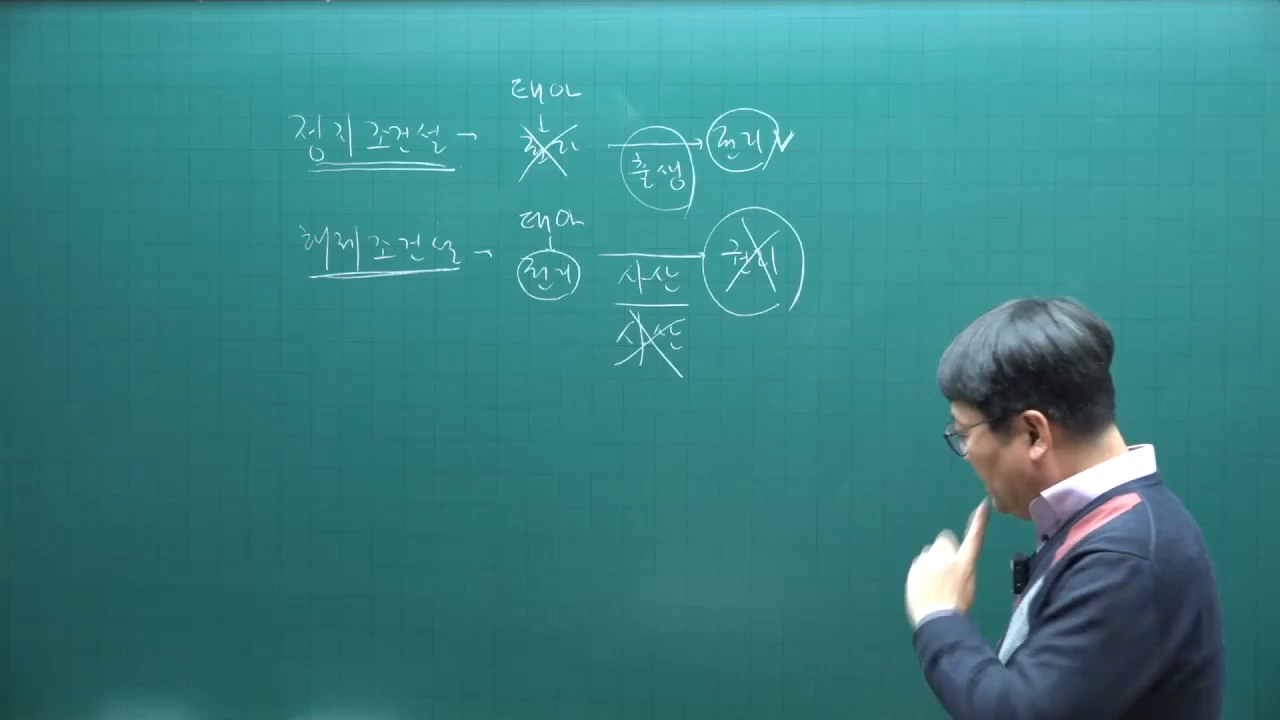 태아
정지조건설 → 권리 출생 권리
태아
해제조건설 → 권리 사산 권리
사산